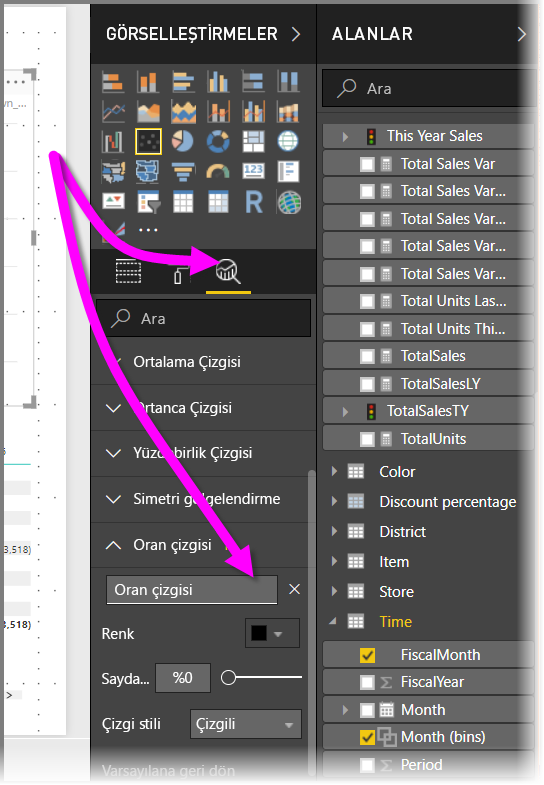 wn_...
3,518)
3,518)
>
GÖRSELLEŞTİRMELER
123
R
Ara
Ortalama Çizgisi
Ortanca Çizgisi
Yüzdebirlik Çizgisi
Simetri gölgelendirme
Oran çizgisi
Oran çizgisi
Renk
Sayda...
%0
Çizgi stili
Çizgili
Varsayılana geri dön
ALANLAR
Ara
This Year Sales
Total Sales Var
Total Sales Var...
Total Sales Var...
Total Sales Var...
Total Sales Var...
Total Units Las...
Total Units Thi...
TotalSales
TotalSalesLY
TotalSalesTY
TotalUnits
Color
Discount percentage
District
Item
Store
Time
FiscalMonth
FiscalYear
Month
Month (bins)
Period